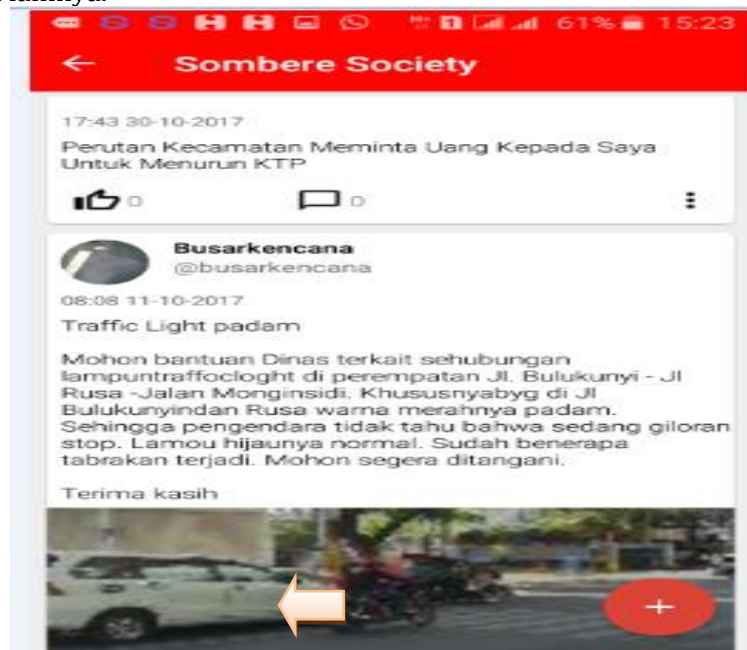 61% 15:23
Sombere Society
17:43 30-10-2017
Perutan Kecamatan Meminta Uang Kepada Saya
Untuk Menurun KTP
0 0
Busarkencana
@busarkencana
08:08 11-10-2017
Traffic Light padam
Mohon bantuan Dinas terkait sehubungan
lampuntraffocloght di perempatan Jl. Bulukunyi - Jl
Rusa -Jalan Monginsidi. Khususnyabyg di Jl
Bulukunyindan Rusa warna merahnya padam.
Sehingga pengendara tidak tahu bahwa sedang giloran
stop. Lamou hijaunya normal. Sudah benerapa
tabrakan terjadi. Mohon segera ditangani.
Terima kasih